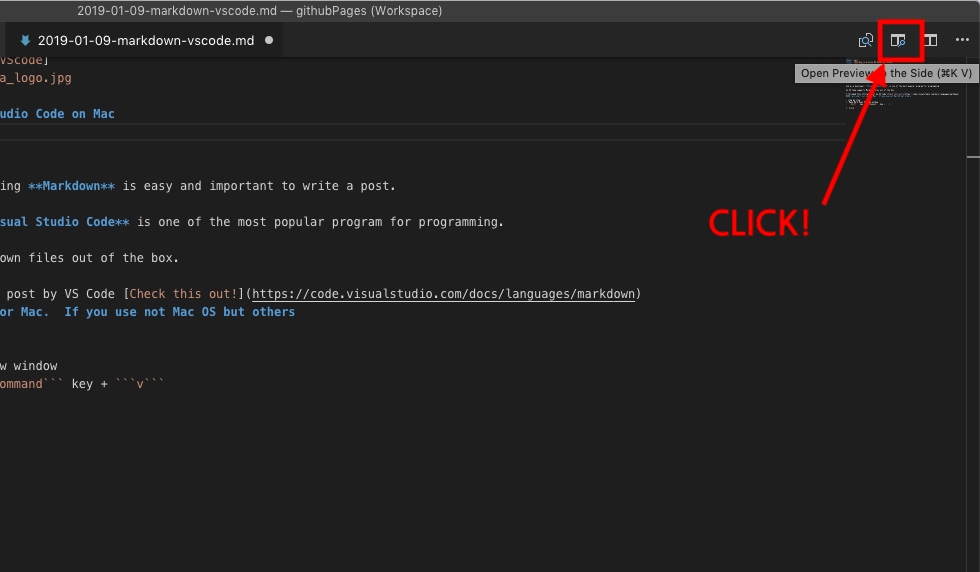 2019-01-09-markdown-vscode.md — githubPages (Workspace)
2019-01-09-markdown-vscode.md
Open Preview to the Side (⌘K V)
vscode]
a_logo.jpg
udio Code on Mac
ing **Markdown** is easy and important to write a post.
sual Studio Code** is one of the most popular program for programming.
CLICK!
own files out of the box.
post by VS Code [Check this out!](https://code.visualstudio.com/docs/languages/markdown)
or Mac.  If you use not Mac OS but others
w window
ommand``` key + ```v```